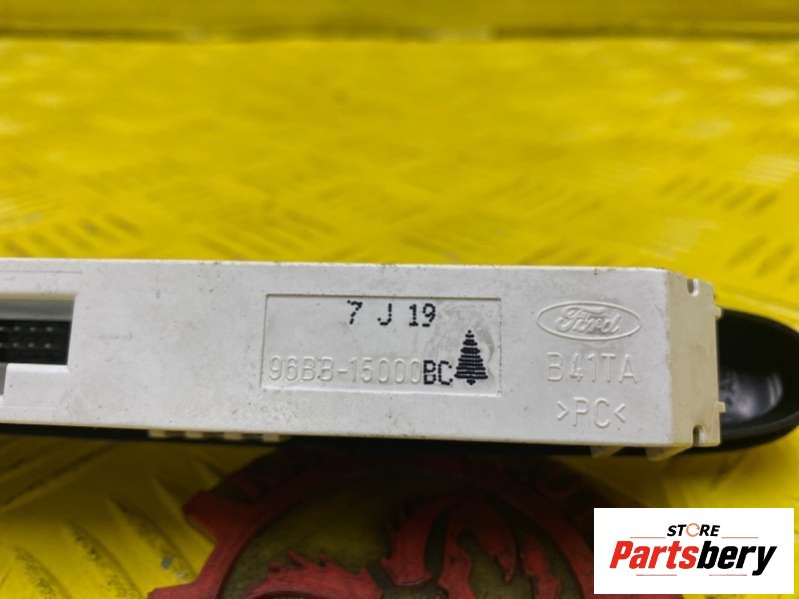 7 J 19
96BB-15000BC
Ford
B41TA
>PC<
STORE
Partsbery